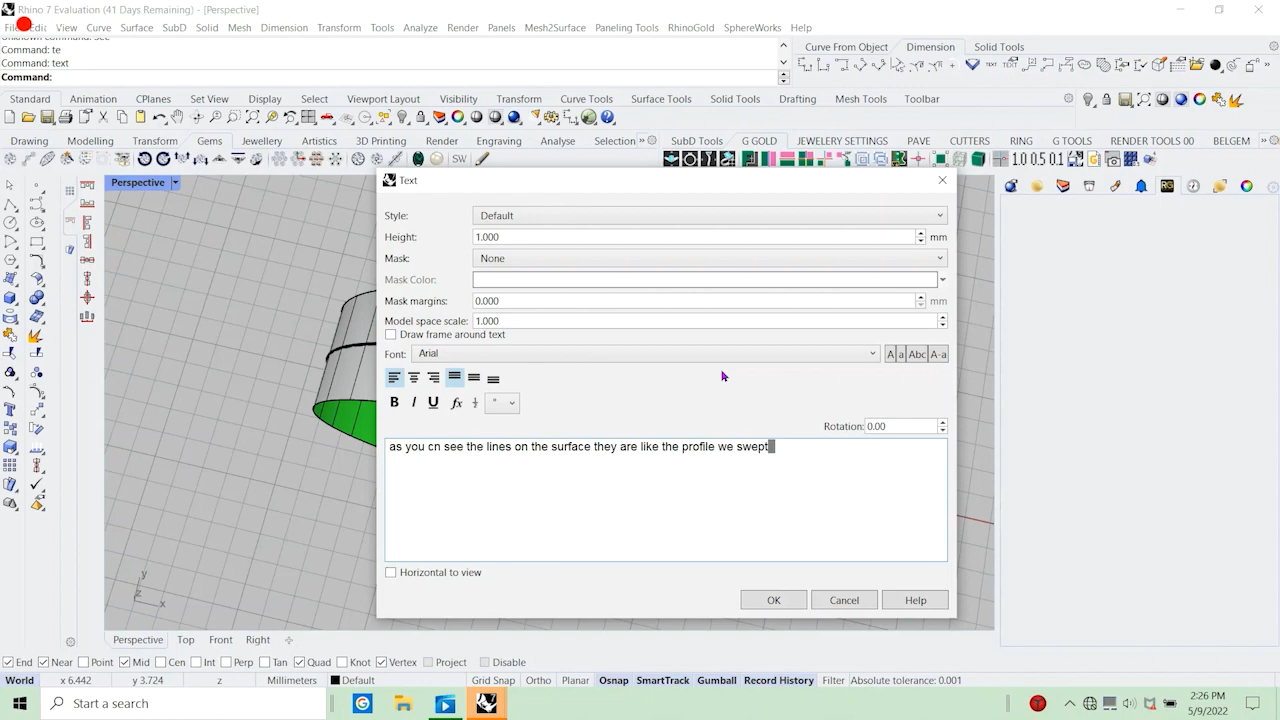 Rhino 7 Evaluation (41 Days Remaining) - [Perspective]
File Edit View Curve Surface SubD Solid Mesh Dimension Transform Tools Analyze Render Panels Mesh2Surface Paneling Tools RhinoGold SphereWorks Help
Command: te
Command: text
Command:
Curve From Object Dimension Solid Tools
Standard Animation CPlanes Set View Display Select Viewport Layout Visibility Transform Curve Tools Surface Tools Solid Tools Drafting Mesh Tools Toolbar
Drawing Modelling Transform Gems Jewellery Artistics 3D Printing Render Engraving Analyse Selection » SubD Tools G GOLD JEWELERY SETTINGS PAVE CUTTERS RING G TOOLS RENDER TOOLS 00 BELGEM »
SW 1.0 0.5 0.1
Perspective
Text
Style: Default
Height: 1.000 mm
Mask: None
Mask Color:
Mask margins: 0.000 mm
Model space scale: 1.000
Draw frame around text
Font: Arial A a Abc A-a
B I U fx
Rotation: 0.00
as you cn see the lines on the surface they are like the profile we swept
Horizontal to view
OK Cancel Help
y
z
x
Perspective Top Front Right
End Near Point Mid Cen Int Perp Tan Quad Knot Vertex Project Disable
World x 6.442 y 3.724 z Millimeters Default Grid Snap Ortho Planar Osnap SmartTrack Gumball Record History Filter Absolute tolerance: 0.001
Start a search
2:26 PM
5/9/2022